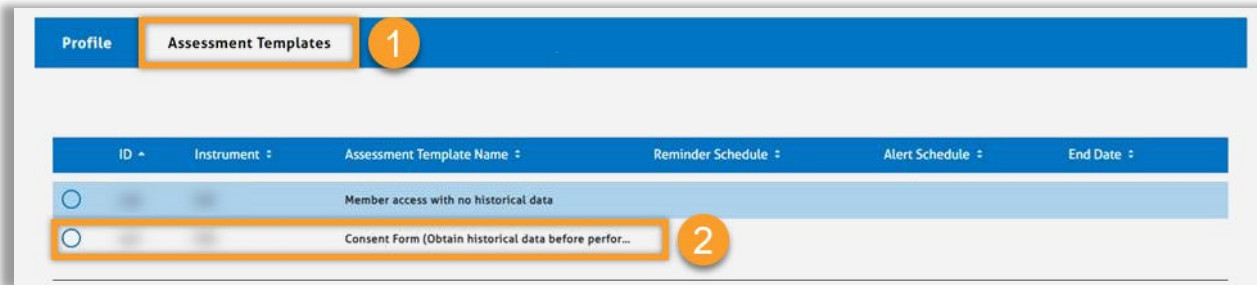 Profile Assessment Templates 1
ID Instrument Assessment Template Name Reminder Schedule Alert Schedule End Date
Member access with no historical data
Consent Form (Obtain historical data before perfor... 2